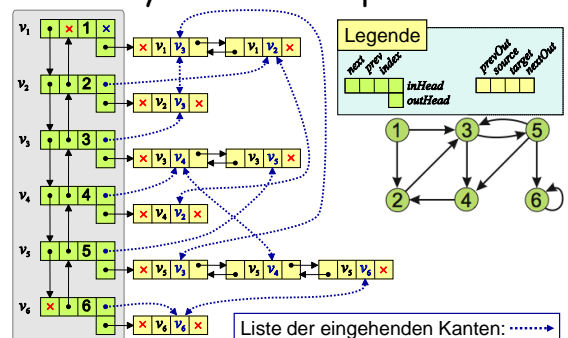 v₁ × 1 ×
× v₁ v₃ v₁ v₂ ×
v₂ 2
× v₂ v₃ ×
v₃ 3
× v₃ v₄ v₃ v₅ ×
v₄ 4
× v₄ v₂ ×
v₅ 5
× v₅ v₃ v₅ v₄ v₅ v₆ ×
v₆ × 6
× v₆ v₆ ×
Legende
next prev index
inHead
outHead
prevOut source target nextOut
1 3 5
2 4 6
Liste der eingehenden Kanten: